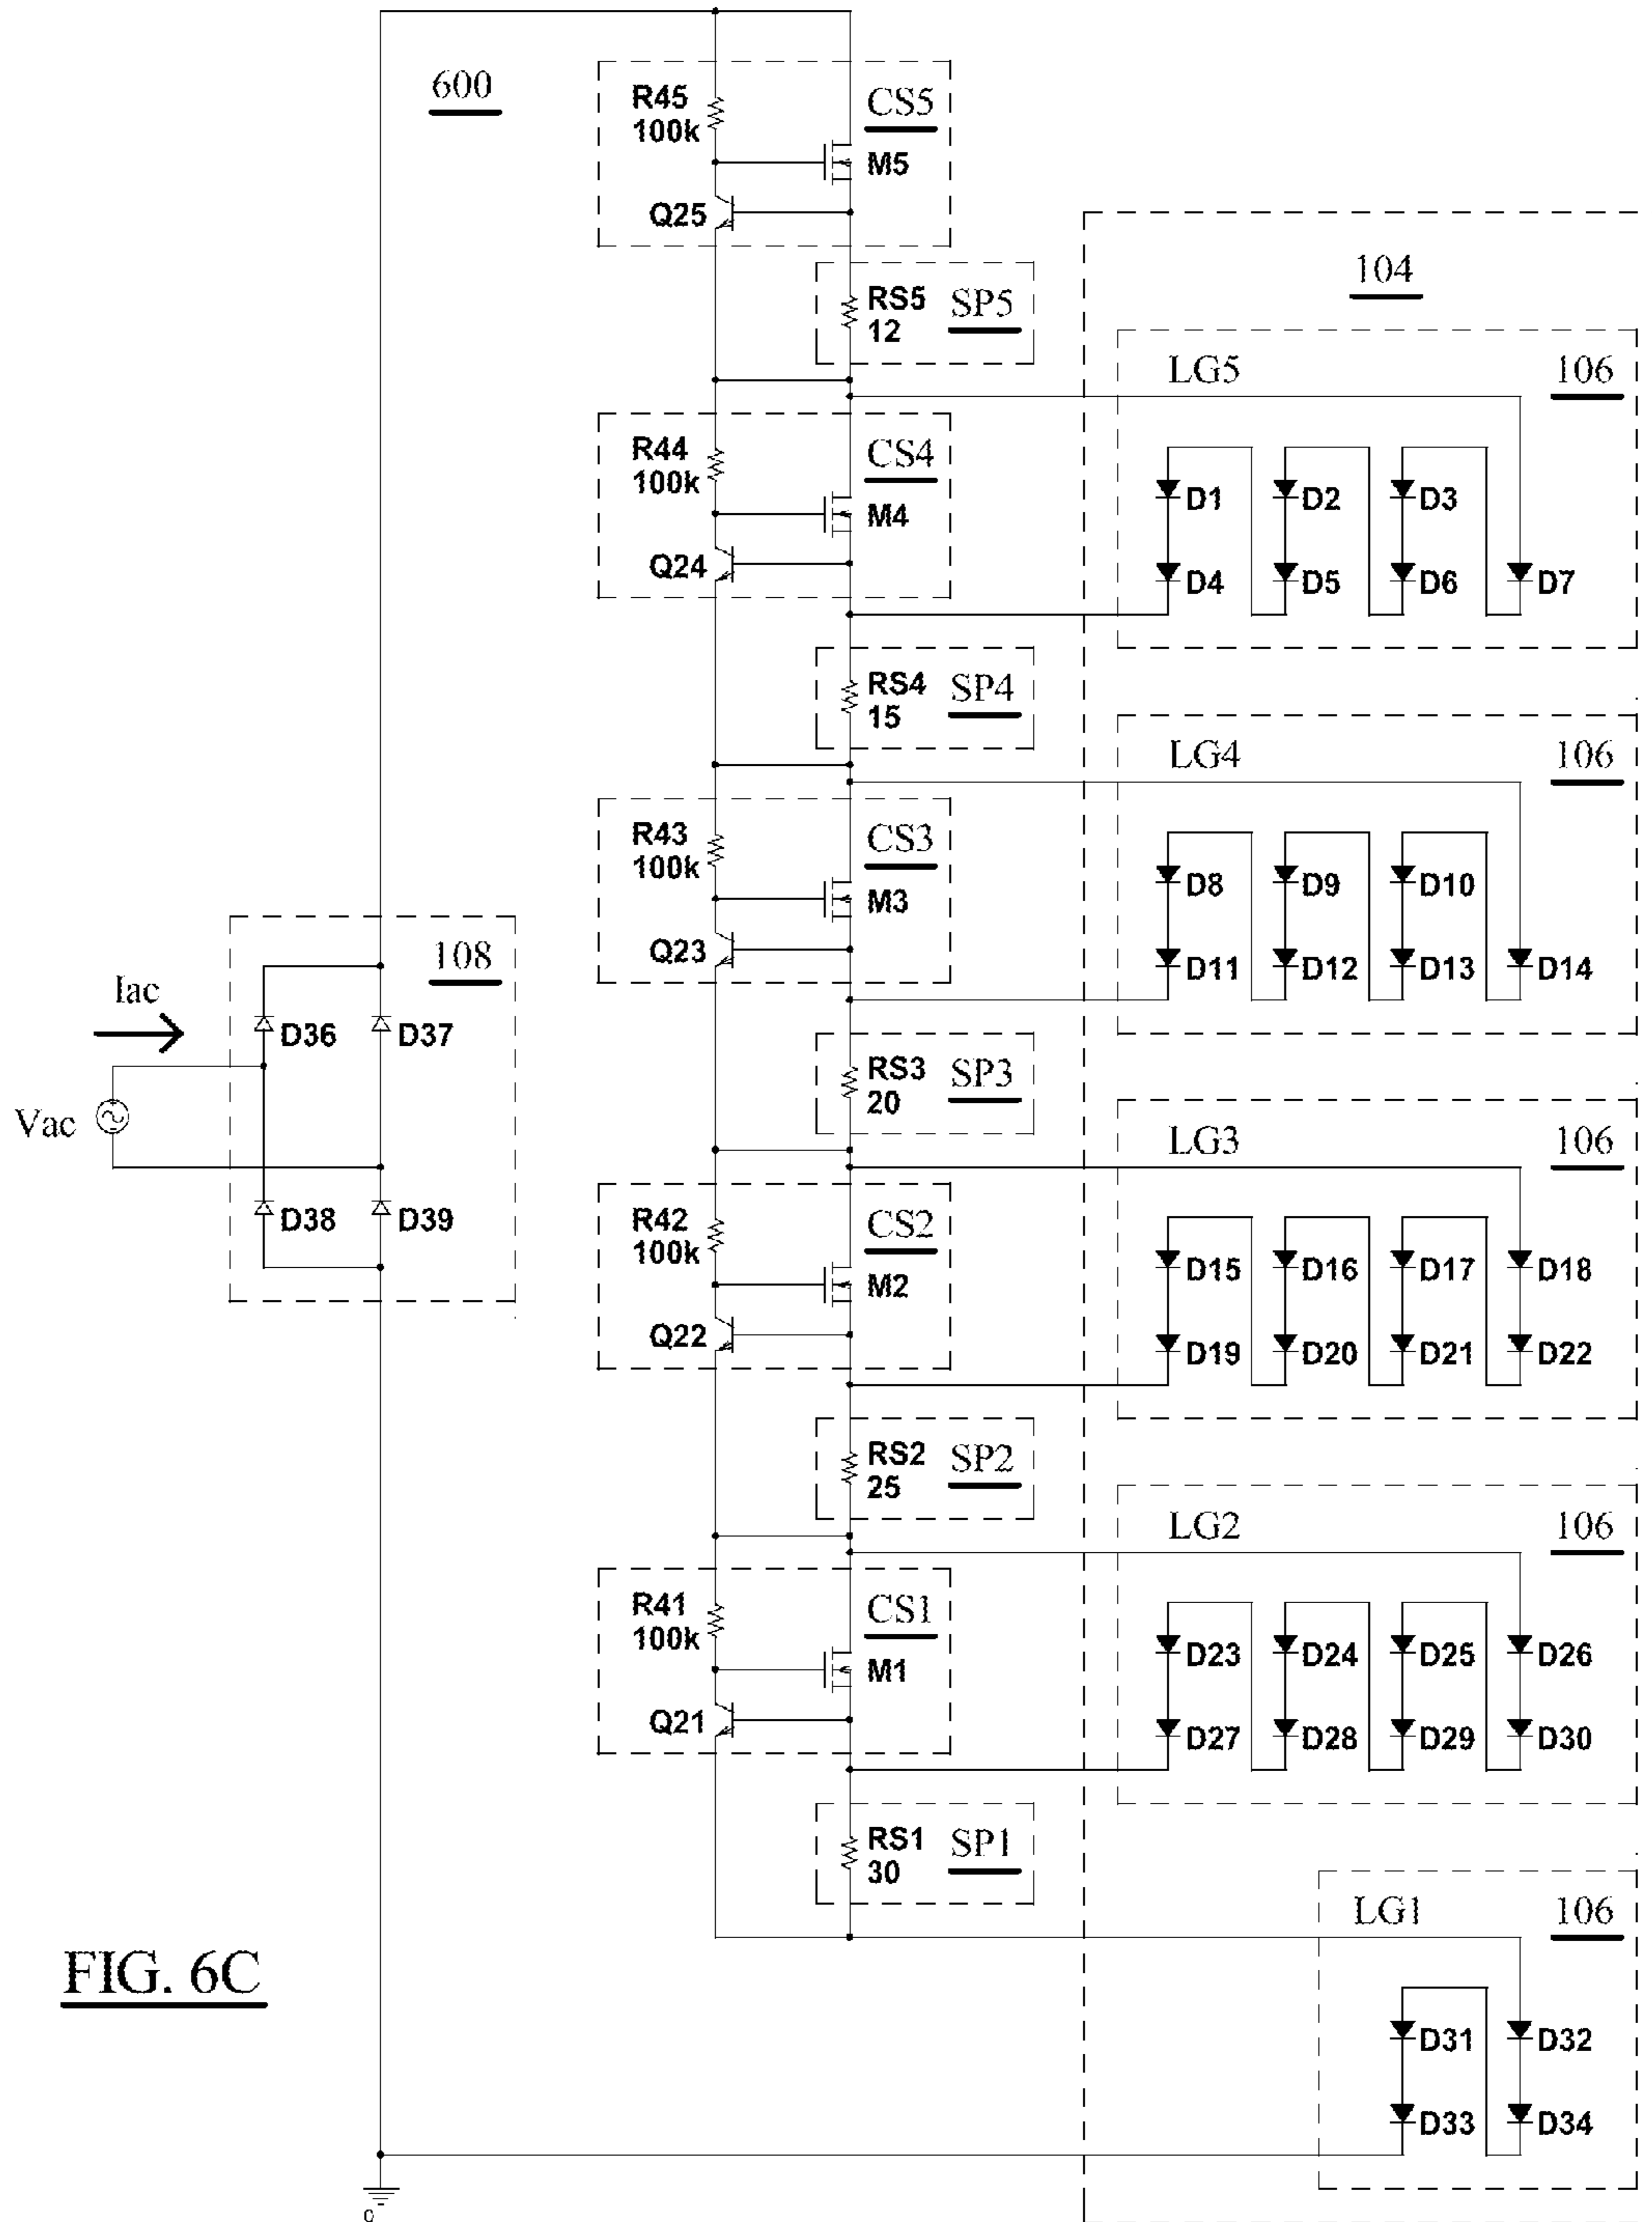 600
R45
100k
CS5
M5
Q25
RS5
12
SP5
104
LG5
106
R44
100k
CS4
M4
Q24
D1
D2
D3
D4
D5
D6
D7
RS4
15
SP4
LG4
106
R43
100k
CS3
M3
Q23
D8
D9
D10
D11
D12
D13
D14
108
Iac
D36
D37
Vac
D38
D39
RS3
20
SP3
LG3
106
R42
100k
CS2
M2
Q22
D15
D16
D17
D18
D19
D20
D21
D22
RS2
25
SP2
LG2
106
R41
100k
CS1
M1
Q21
D23
D24
D25
D26
D27
D28
D29
D30
RS1
30
SP1
LG1
106
FIG. 6C
D31
D32
D33
D34
0